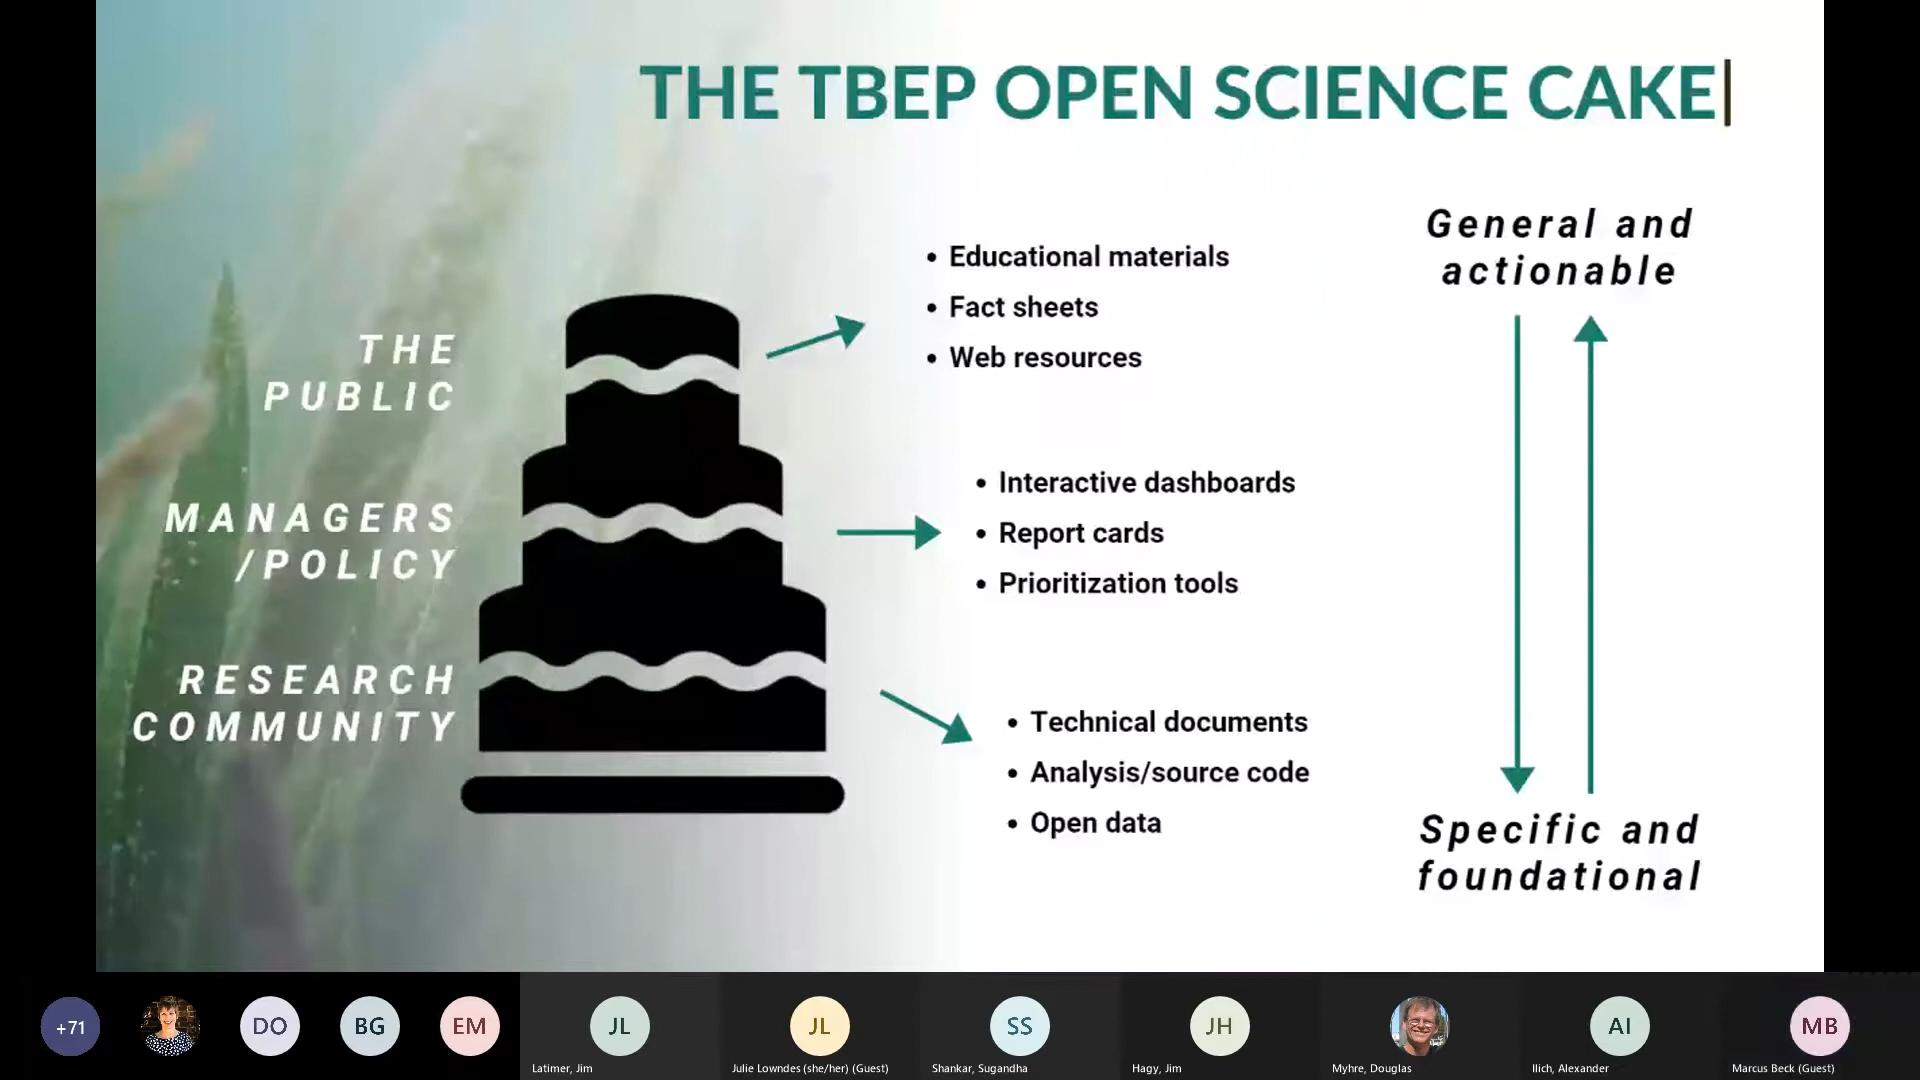 THE TBEP OPEN SCIENCE CAKE
THE
PUBLIC
MANAGERS
/POLICY
RESEARCH
COMMUNITY
• Educational materials
• Fact sheets
• Web resources
• Interactive dashboards
• Report cards
• Prioritization tools
• Technical documents
• Analysis/source code
• Open data
General and
actionable
Specific and
foundational
+71
DO
BG
EM
JL
Latimer, Jim
JL
Julie Lowndes (she/her) (Guest)
SS
Shankar, Sugandha
JH
Hagy, Jim
Myhre, Douglas
AI
Ilich, Alexander
MB
Marcus Beck (Guest)